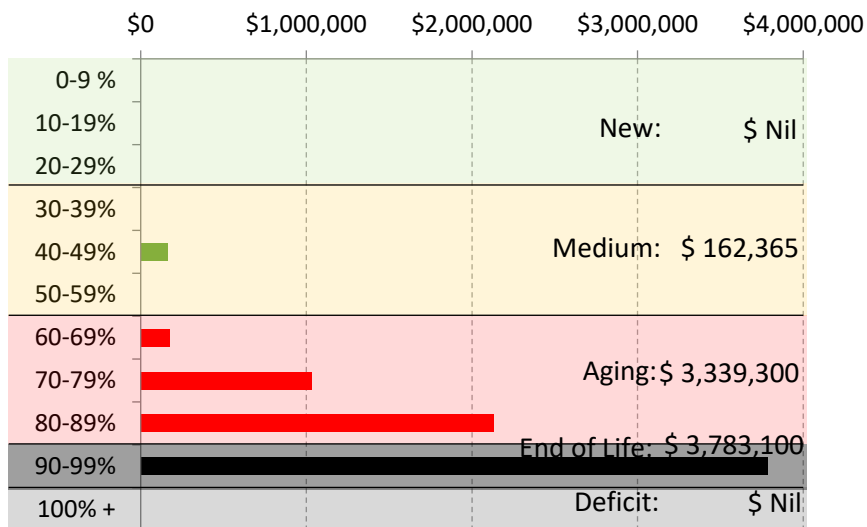 $0 $1,000,000 $2,000,000 $3,000,000 $4,000,000
0-9 %
10-19% New: $ Nil
20-29%
30-39%
40-49% Medium: $ 162,365
50-59%
60-69%
70-79% Aging: $ 3,339,300
80-89%
End of Life: $ 3,783,100
90-99%
100% + Deficit: $ Nil